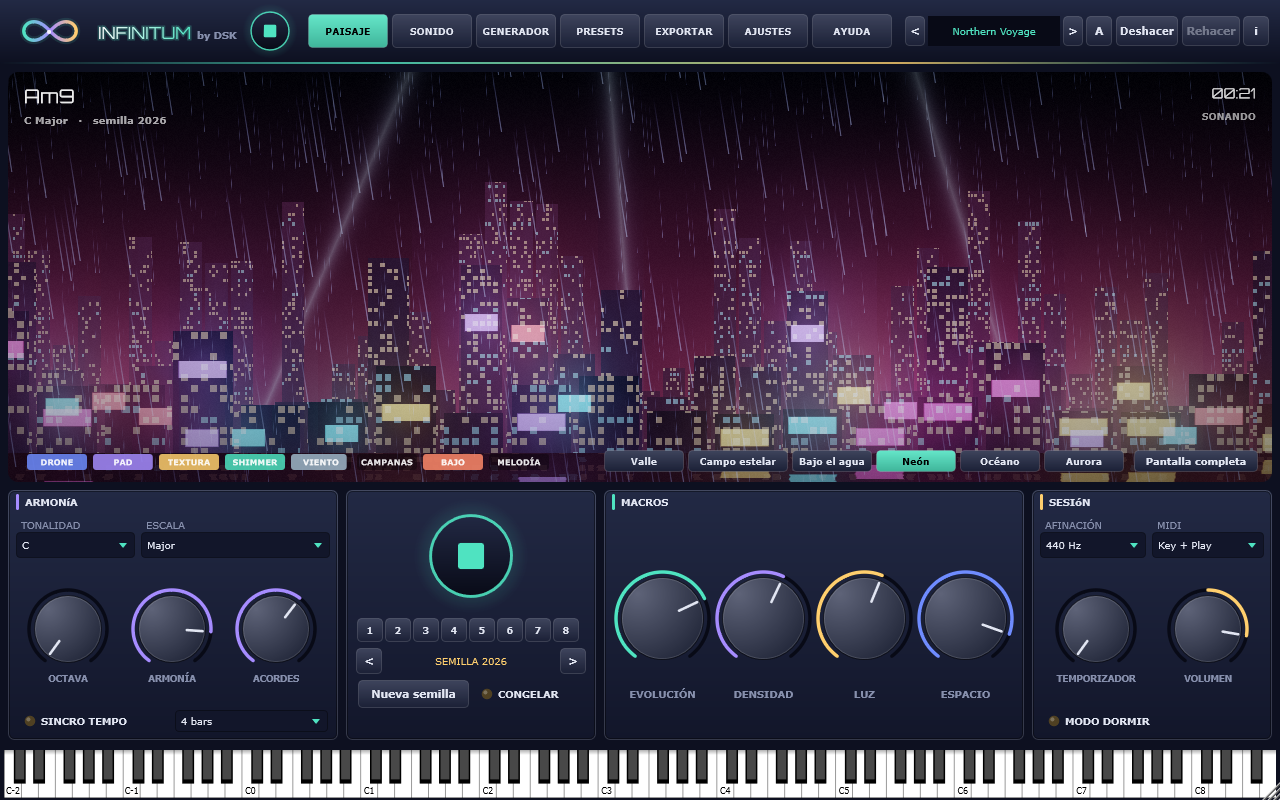 INFINITUM by DSK
PAISAJE SONIDO GENERADOR PRESETS EXPORTAR AJUSTES AYUDA < Northern Voyage > A Deshacer Rehacer i
Am9
C Major · semilla 2026
00:21
SONANDO
DRONE PAD TEXTURA SHIMMER VIENTO CAMPANAS BAJO MELODÍA
Valle Campo estelar Bajo el agua Neón Océano Aurora Pantalla completa
ARMONíA
TONALIDAD ESCALA
C Major
OCTAVA ARMONÍA ACORDES
SINCRO TEMPO 4 bars
1 2 3 4 5 6 7 8
< SEMILLA 2026 >
Nueva semilla CONGELAR
MACROS
EVOLUCIÓN DENSIDAD LUZ ESPACIO
SESIóN
AFINACIÓN MIDI
440 Hz Key + Play
TEMPORIZADOR VOLUMEN
MODO DORMIR
C-2 C-1 C0 C1 C2 C3 C4 C5 C6 C7 C8